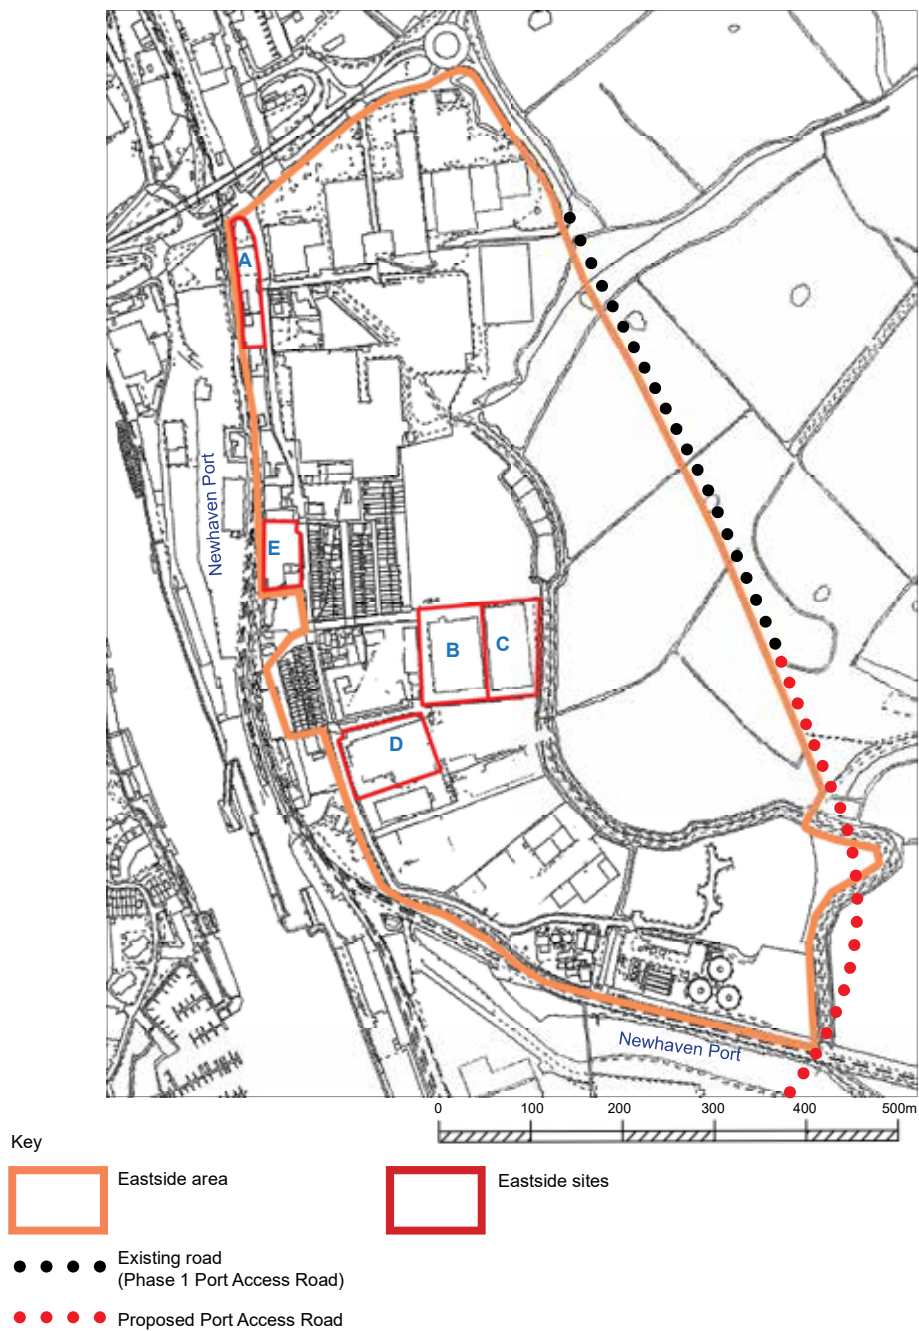 A
Newhaven Port
E
B
C
D
Newhaven Port
0 100 200 300 400 500m
Key
Eastside area
Eastside sites
Existing road
(Phase 1 Port Access Road)
Proposed Port Access Road